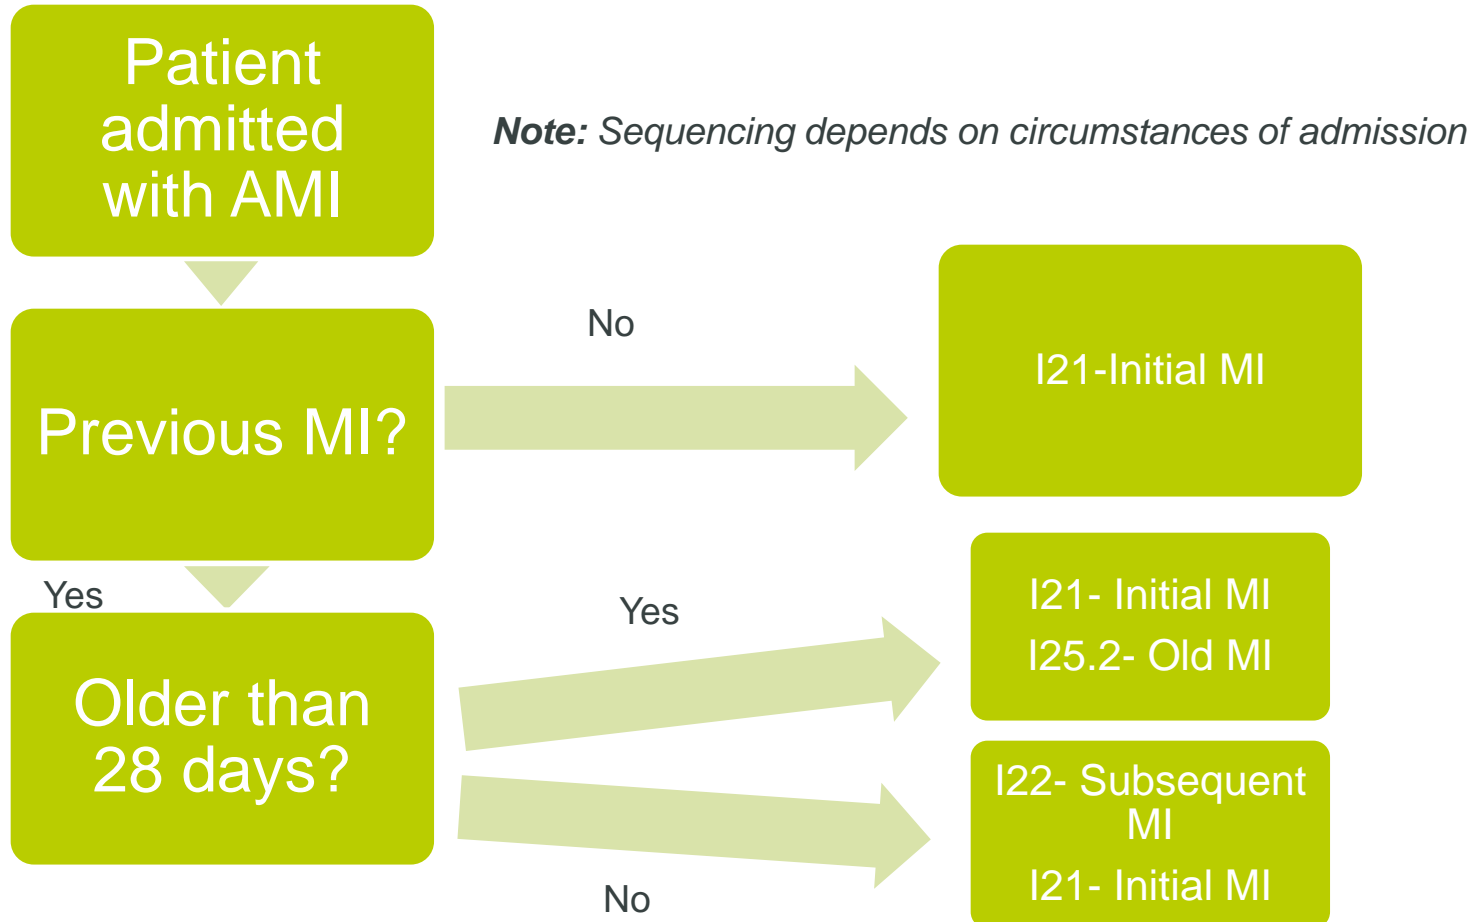 Patient
admitted
with AMI
Note: Sequencing depends on circumstances of admission
Previous MI?
No
I21-Initial MI
Yes
Older than
28 days?
Yes
I21- Initial MI
I25.2- Old MI
No
I22- Subsequent
MI
I21- Initial MI